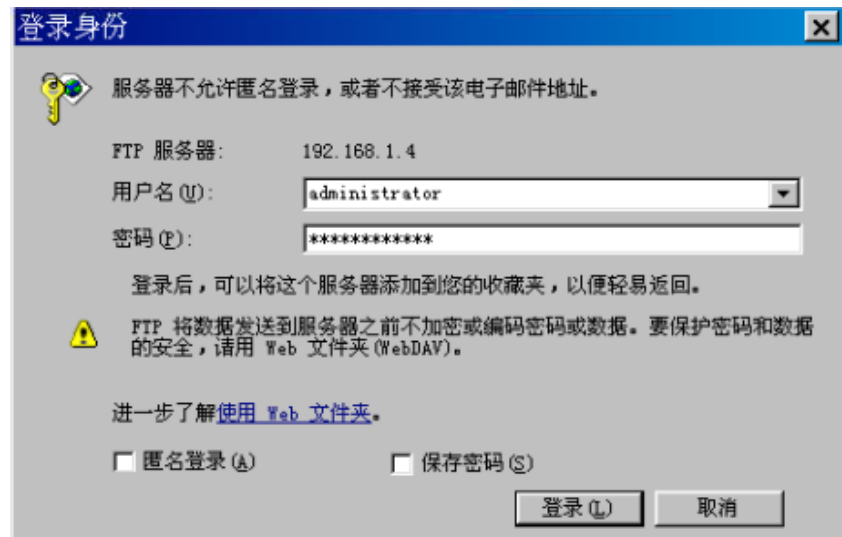 登录身份
服务器不允许匿名登录，或者不接受该电子邮件地址。
FTP 服务器: 192.168.1.4
用户名(U): administrator
密码(P): ************
登录后，可以将这个服务器添加到您的收藏夹，以便轻易返回。
FTP 将数据发送到服务器之前不加密或编码密码或数据。要保护密码和数据
的安全，请用 Web 文件夹(WebDAV)。
进一步了解使用 Web 文件夹。
匿名登录(A) 保存密码(S)
登录(L) 取消